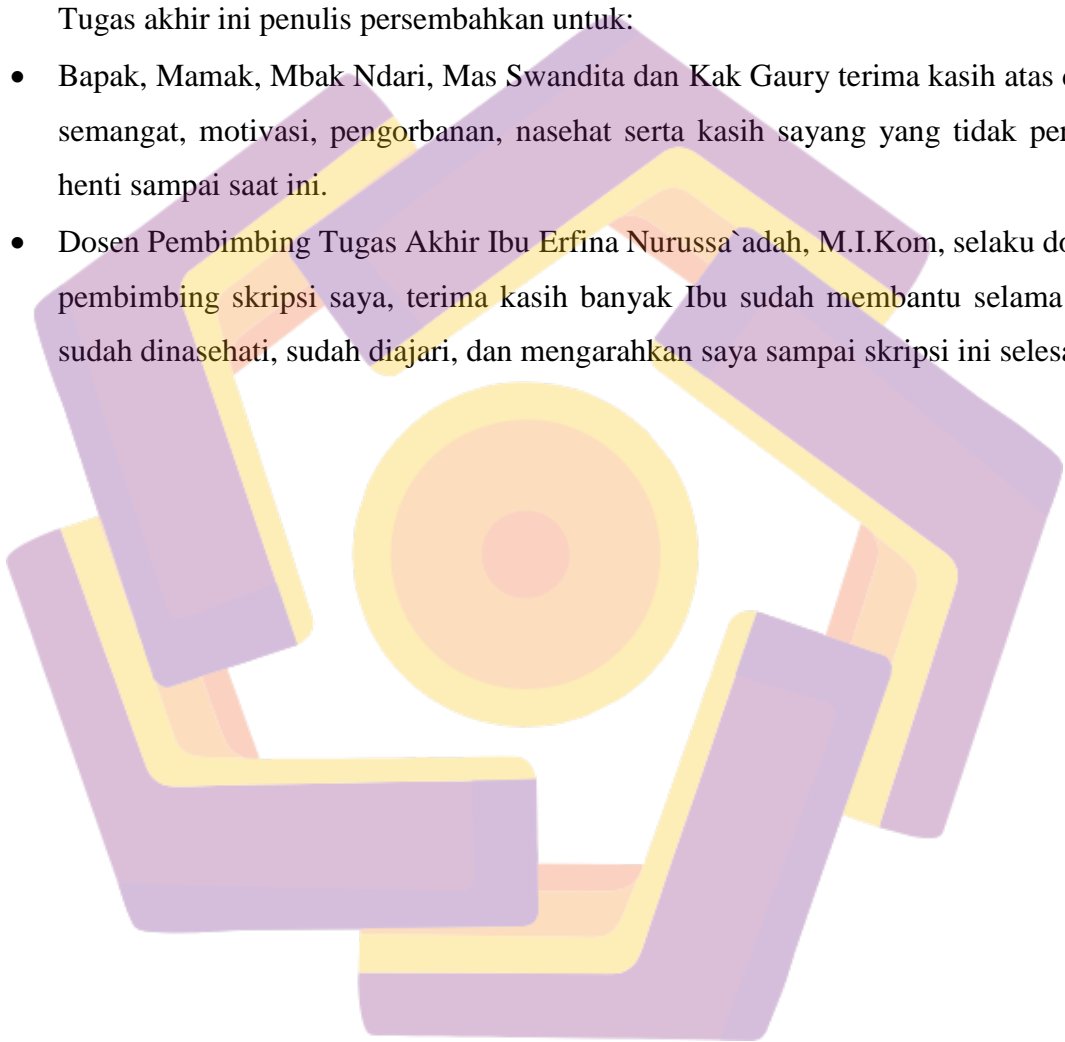 Tugas akhir ini penulis persembahkan untuk:
• Bapak, Mamak, Mbak Ndari, Mas Swandita dan Kak Gaury terima kasih atas
semangat, motivasi, pengorbanan, nasehat serta kasih sayang yang tidak
henti sampai saat ini.
• Dosen Pembimbing Tugas Akhir Ibu Erfina Nurussa`adah, M.I.Kom, selaku
pembimbing skripsi saya, terima kasih banyak Ibu sudah membantu selama
sudah dinasehati, sudah diajari, dan mengarahkan saya sampai skripsi ini